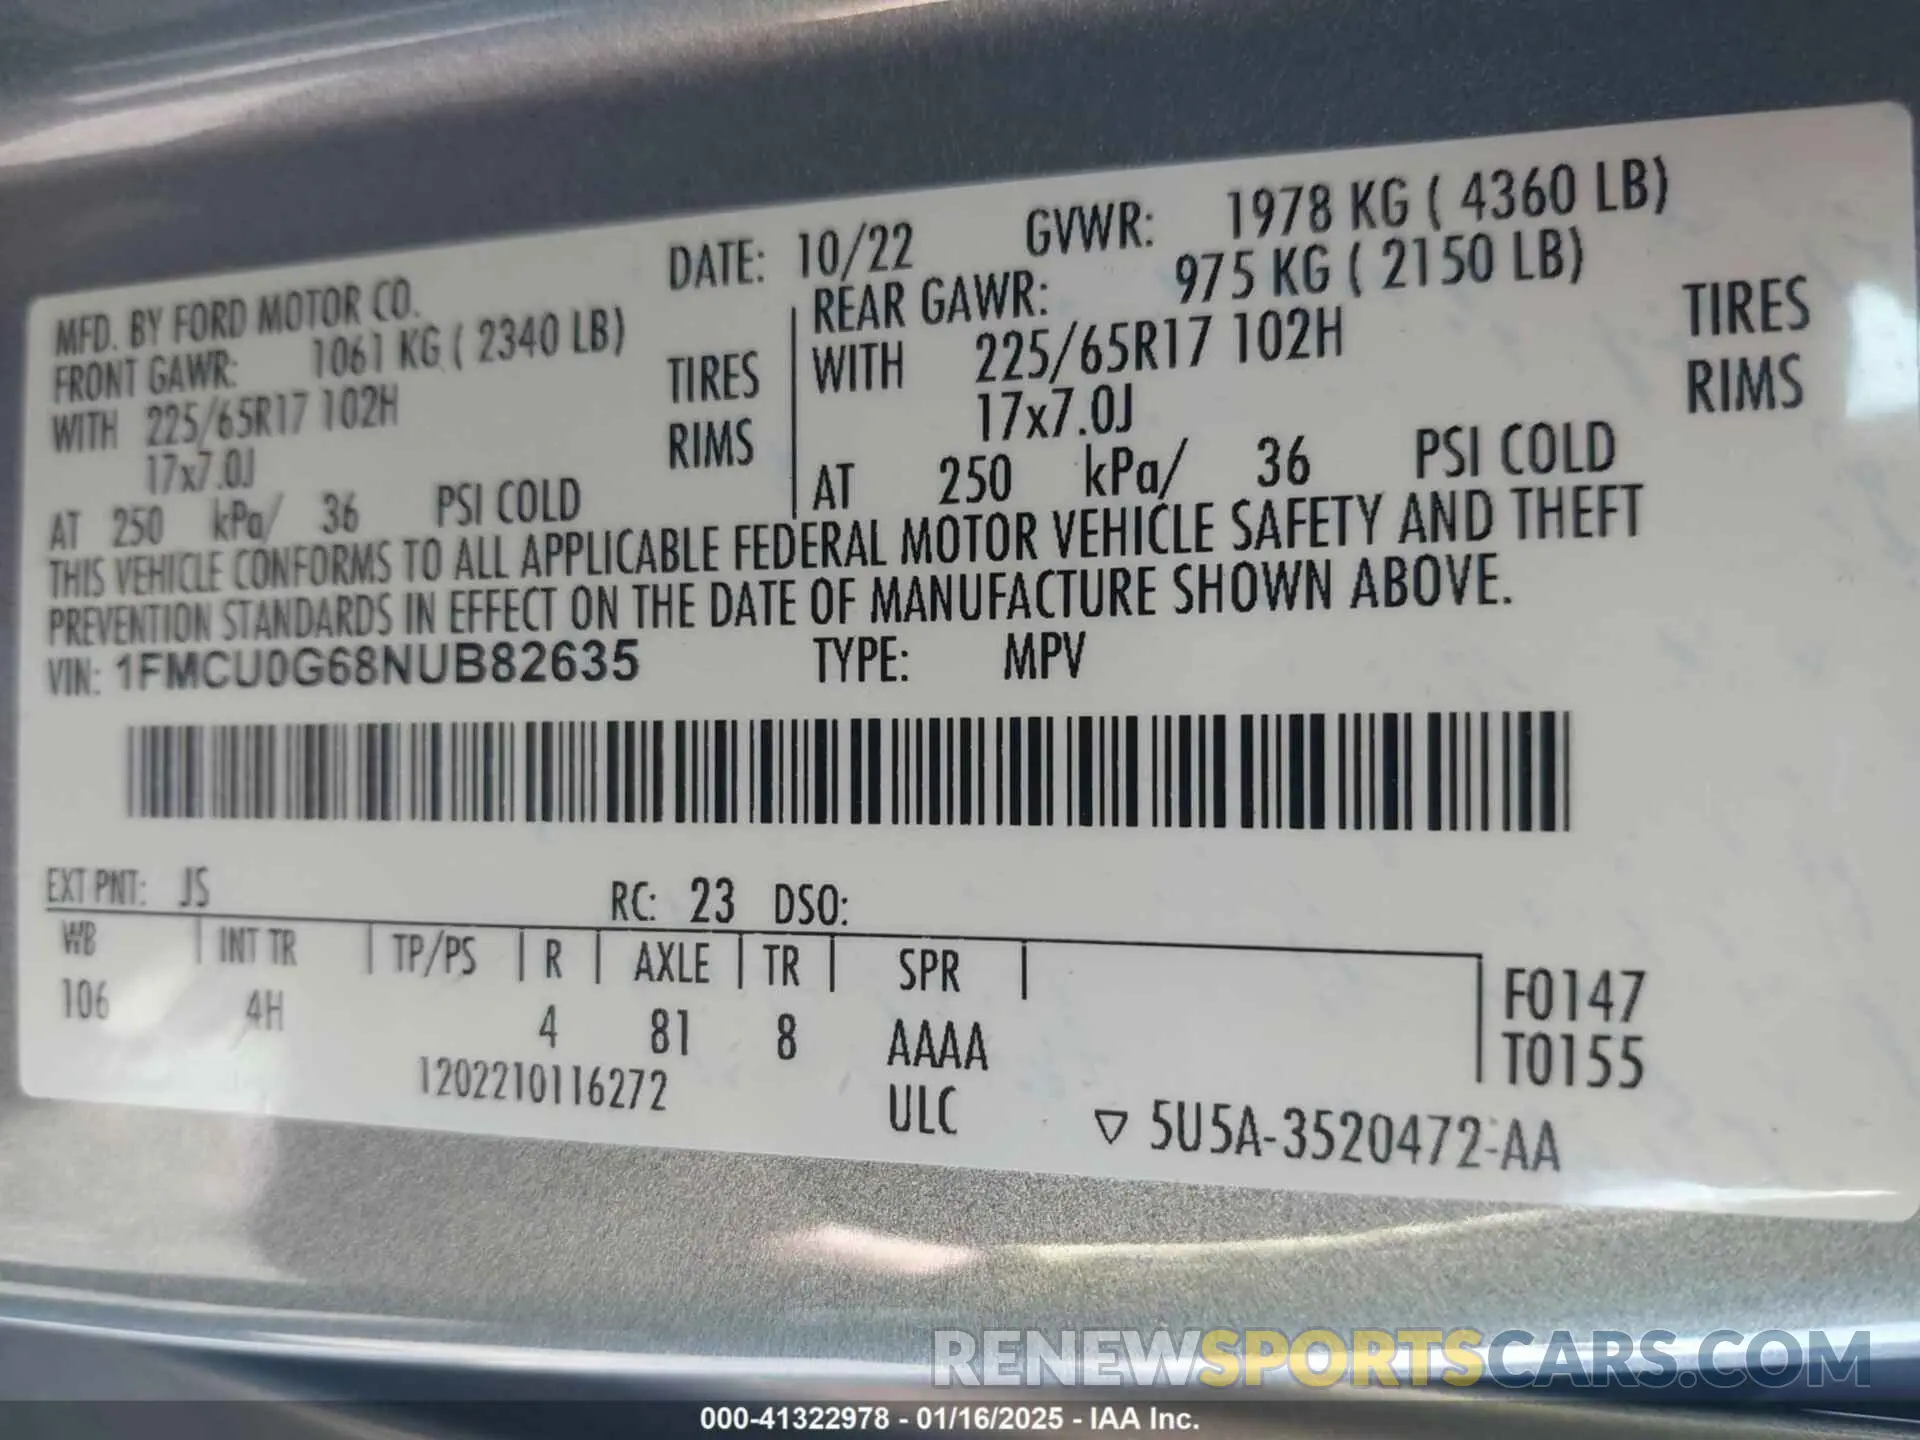 MFD. BY FORD MOTOR CO. DATE: 10/22 GVWR: 1978 KG ( 4360 LB)
FRONT GAWR: 1061 KG ( 2340 LB) REAR GAWR: 975 KG ( 2150 LB)
WITH 225/65R17 102H TIRES WITH 225/65R17 102H TIRES
17x7.0J RIMS 17x7.0J RIMS
AT 250 kPa/ 36 PSI COLD AT 250 kPa/ 36 PSI COLD
THIS VEHICLE CONFORMS TO ALL APPLICABLE FEDERAL MOTOR VEHICLE SAFETY AND THEFT
PREVENTION STANDARDS IN EFFECT ON THE DATE OF MANUFACTURE SHOWN ABOVE.
VIN: 1FMCU0G68NUB82635 TYPE: MPV
EXT PNT: JS RC: 23 DSO:
WB INT TR TP/PS R AXLE TR SPR
106 4H 4 81 8 AAAA F0147
T0155
1202210116272 ULC ▽ 5U5A-3520472-AA
RENEWSPORTSCARS.COM
000-41322978 - 01/16/2025 - IAA Inc.